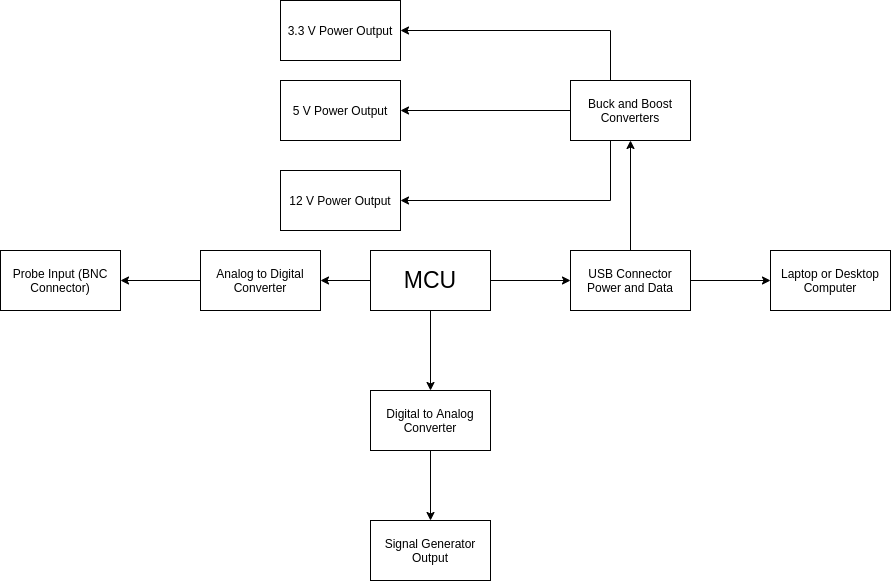 3.3 V Power Output
5 V Power Output
Buck and Boost
Converters
12 V Power Output
Probe Input (BNC
Connector)
Analog to Digital
Converter
MCU
USB Connector
Power and Data
Laptop or Desktop
Computer
Digital to Analog
Converter
Signal Generator
Output